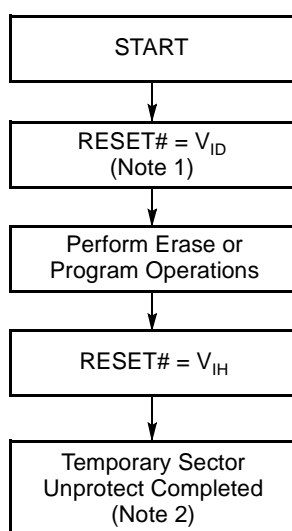 START
RESET# = VID
(Note 1)
Perform Erase or
Program Operations
RESET# = VIH
Temporary Sector
Unprotect Completed
(Note 2)